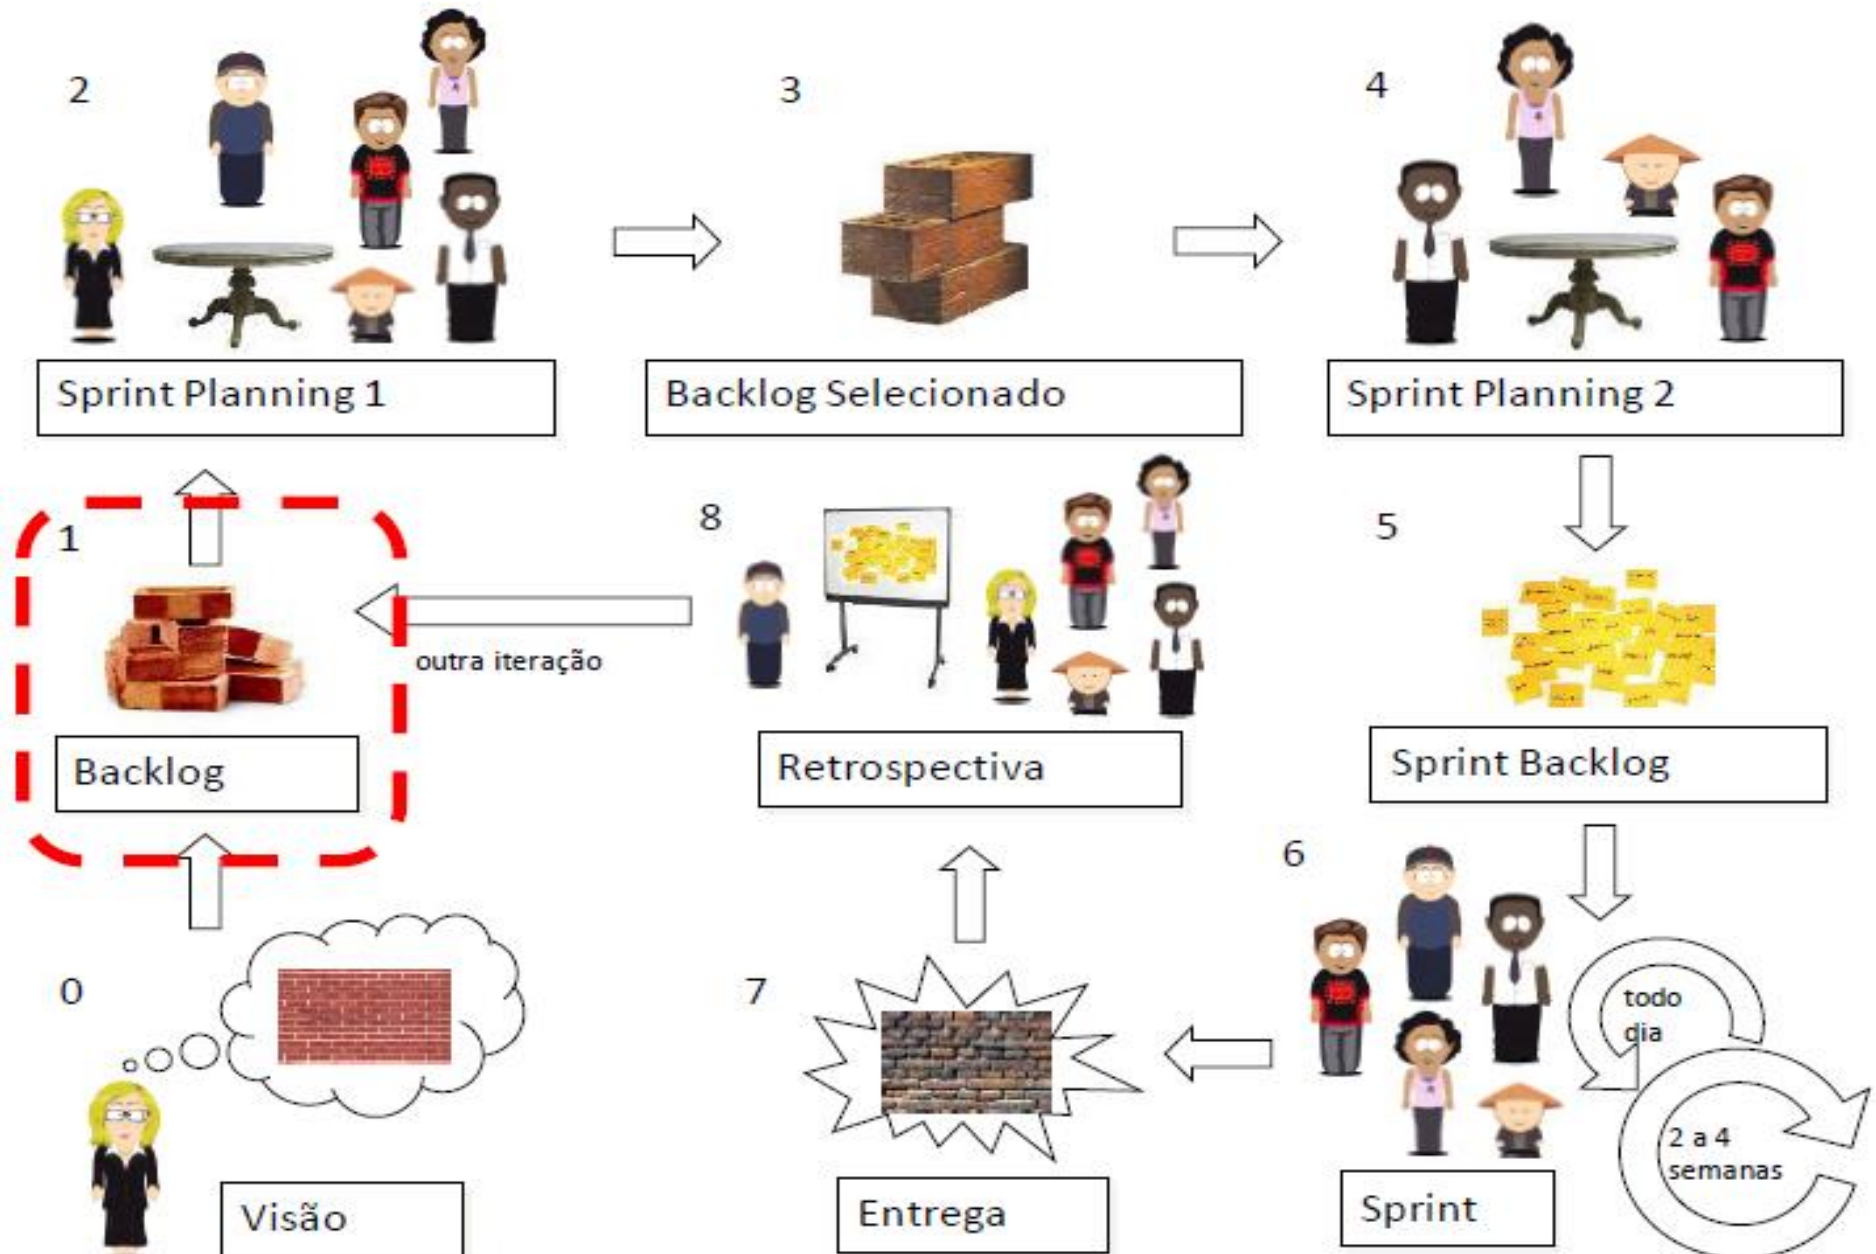 2
3
4
Sprint Planning 1
Backlog Selecionado
Sprint Planning 2
1
8
5
outra iteração
Backlog
Retrospectiva
Sprint Backlog
6
0
7
todo
dia
2 a 4
semanas
Visão
Entrega
Sprint